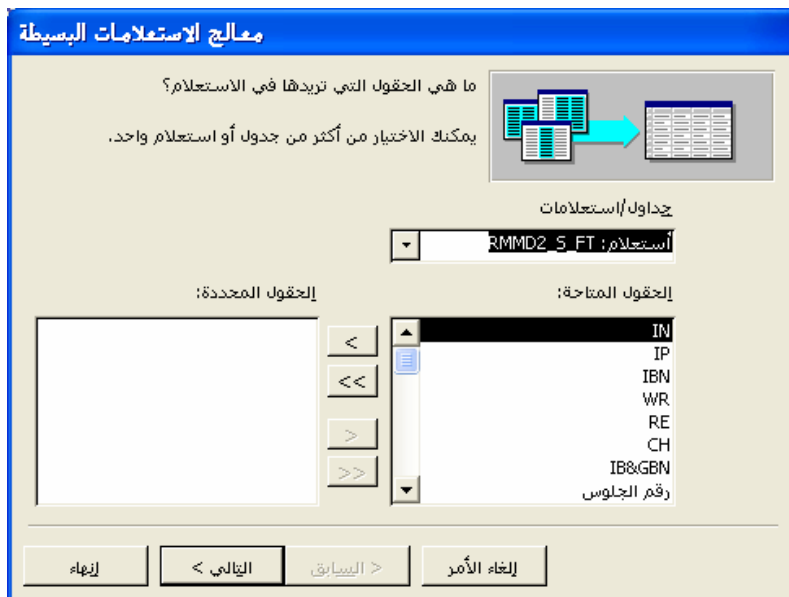 معالج الاستعلامات البسيطة
ما هي الحقول التي تريدها في الاستعلام؟
يمكنك الاختيار من أكثر من جدول أو استعلام واحد.
جداول/استعلامات
أستعلام: RMMD2_S_FT
الحقول المتاحة:
الحقول المحددة:
IN
IP
IBN
WR
RE
CH
IB&GBN
رقم الجلوس
>
>>
<
<<
إلغاء الأمر
< السابق
التالي >
إنهاء